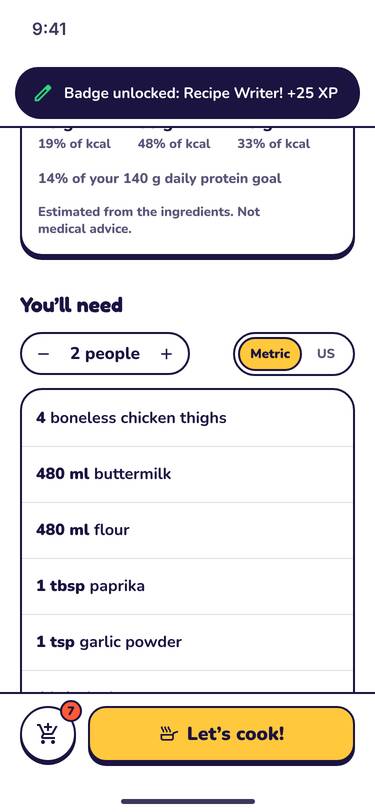 9:41
Badge unlocked: Recipe Writer! +25 XP
19% of kcal 48% of kcal 33% of kcal
14% of your 140 g daily protein goal
Estimated from the ingredients. Not
medical advice.
You'll need
− 2 people + Metric US
4 boneless chicken thighs
480 ml buttermilk
480 ml flour
1 tbsp paprika
1 tsp garlic powder
7
Let's cook!